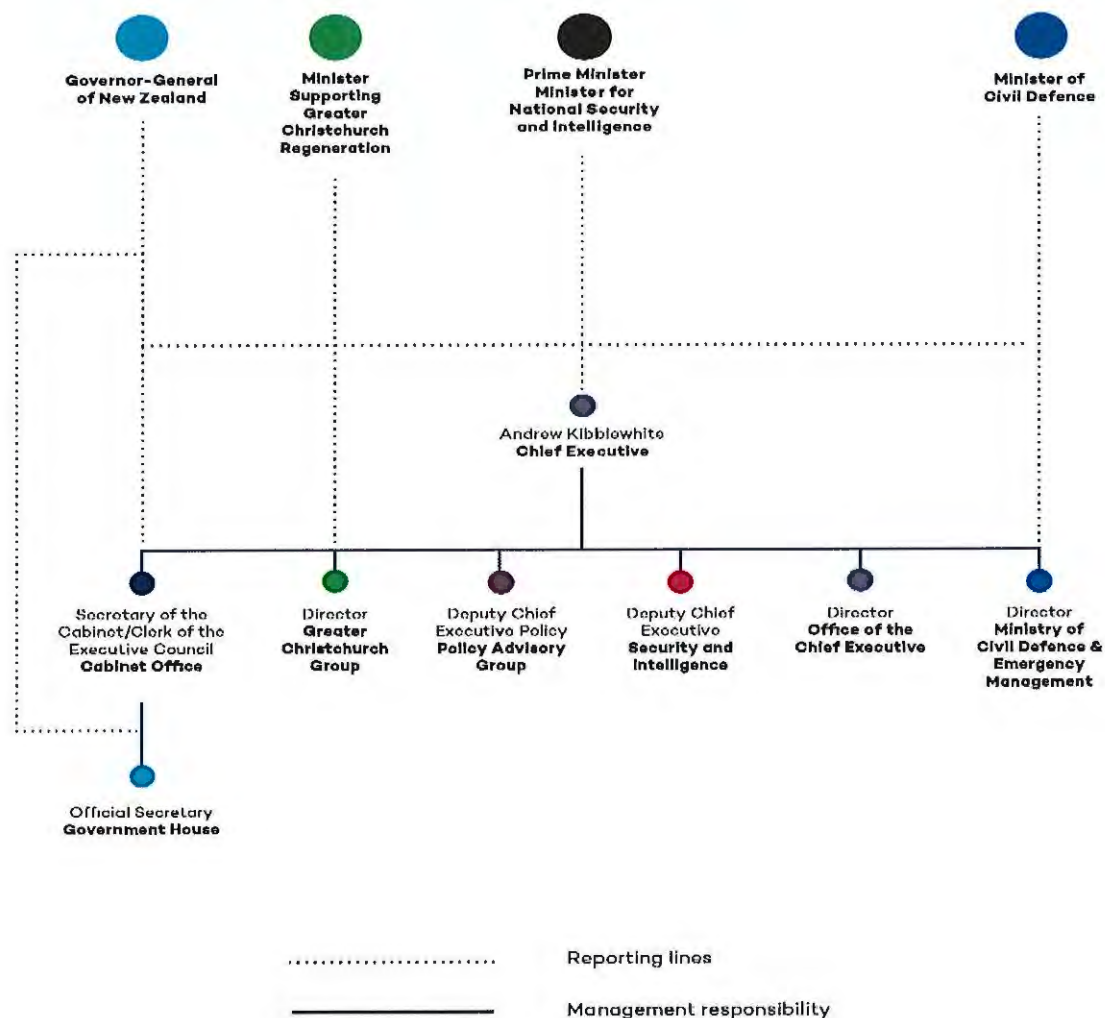 Governor-General
of New Zealand
Minister
Supporting
Greater
Christchurch
Regeneration
Prime Minister
Minister for
National Security
and Intelligence
Minister of
Civil Defence
Andrew Kibblewhite
Chief Executive
Secretary of the
Cabinet/Clerk of the
Executive Council
Cabinet Office
Director
Greater
Christchurch
Group
Deputy Chief
Executive Policy
Policy Advisory
Group
Deputy Chief
Executive
Security and
Intelligence
Director
Office of the
Chief Executive
Director
Ministry of
Civil Defence &
Emergency
Management
Official Secretary
Government House
Reporting lines
Management responsibility